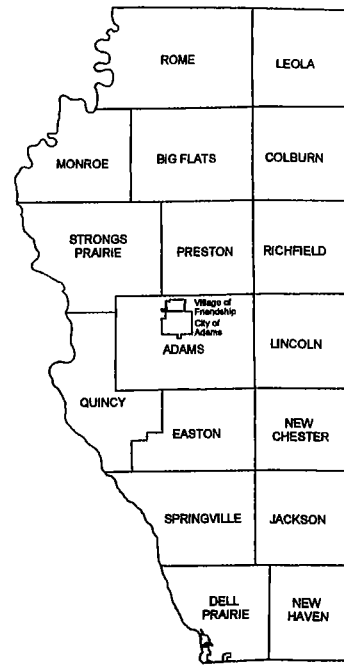 ROME
LEOLA
MONROE
BIG FLATS
COLBURN
STRONGS
PRAIRIE
PRESTON
RICHFIELD
Village of
Friendship
City of
Adams
ADAMS
LINCOLN
QUINCY
EASTON
NEW
CHESTER
SPRINGVILLE
JACKSON
DELL
PRAIRIE
NEW
HAVEN